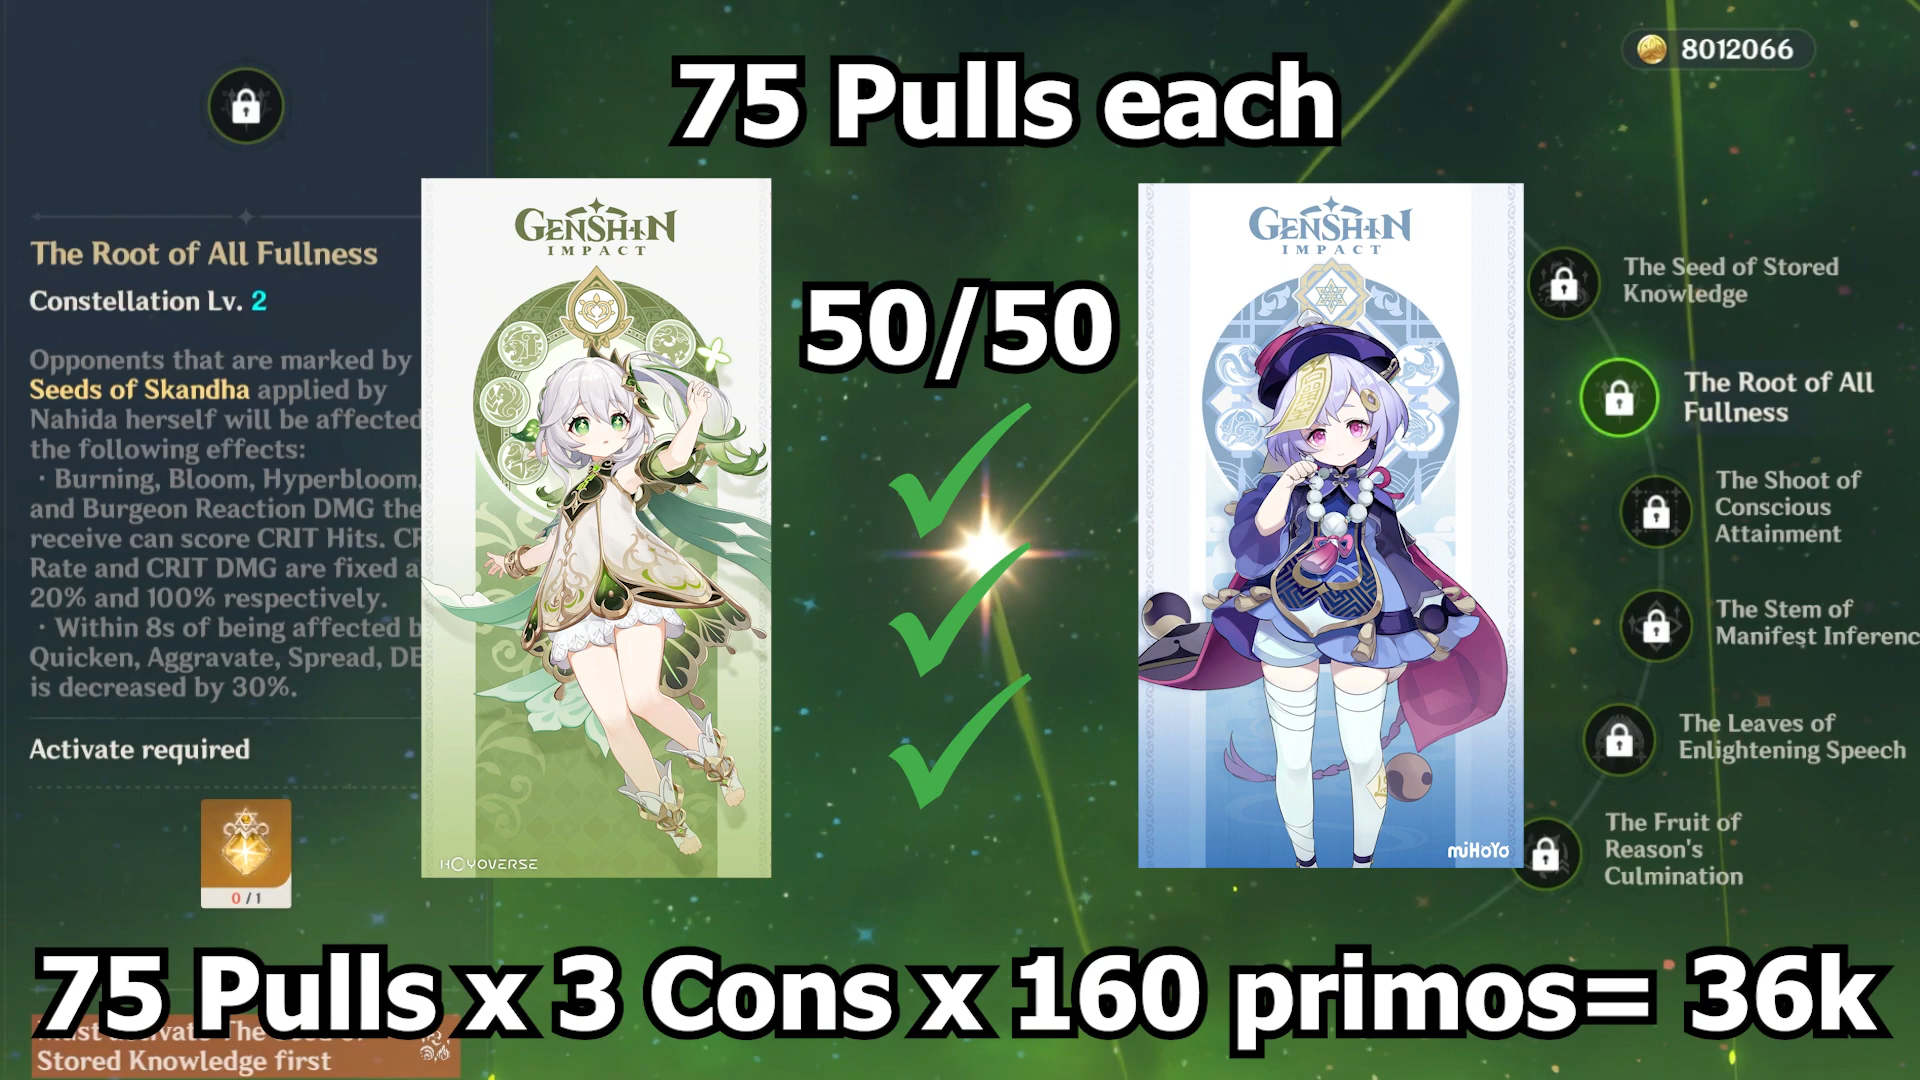 75 Pulls each
8012066
The Root of All Fullness
Constellation Lv. 2
Opponents that are marked by
Seeds of Skandha applied by
Nahida herself will be affected
the following effects:
· Burning, Bloom, Hyperbloom,
and Burgeon Reaction DMG the
receive can score CRIT Hits. CR
Rate and CRIT DMG are fixed a
20% and 100% respectively.
· Within 8s of being affected b
Quicken, Aggravate, Spread, DE
is decreased by 30%.
Activate required
0 / 1
GENSHIN
IMPACT
HOYOVERSE
50/50
GENSHIN
IMPACT
miHoYo
The Seed of Stored
Knowledge
The Root of All
Fullness
The Shoot of
Conscious
Attainment
The Stem of
Manifest Inferenc
The Leaves of
Enlightening Speech
The Fruit of
Reason's
Culmination
75 Pulls x 3 Cons x 160 primos= 36k
Must activate The Seed of
Stored Knowledge first